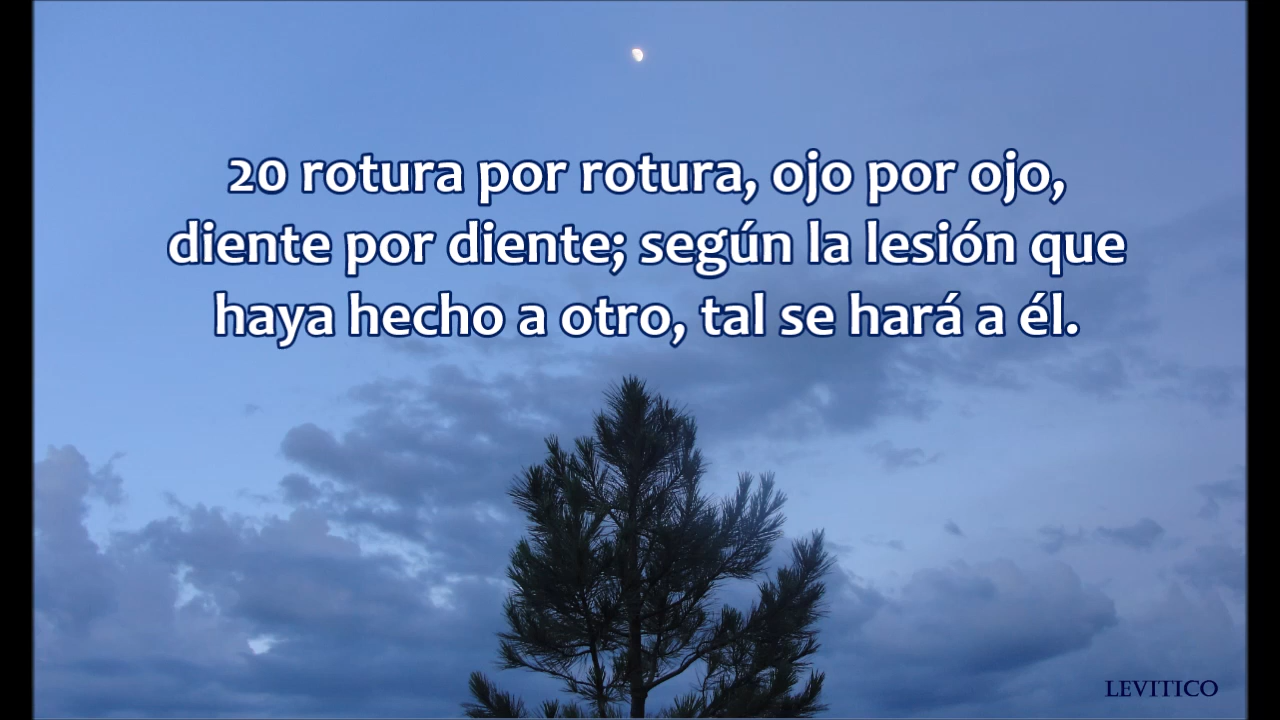 20 rotura por rotura, ojo por ojo,
diente por diente; según la lesión que
haya hecho a otro, tal se hará a él.
LEVITICO